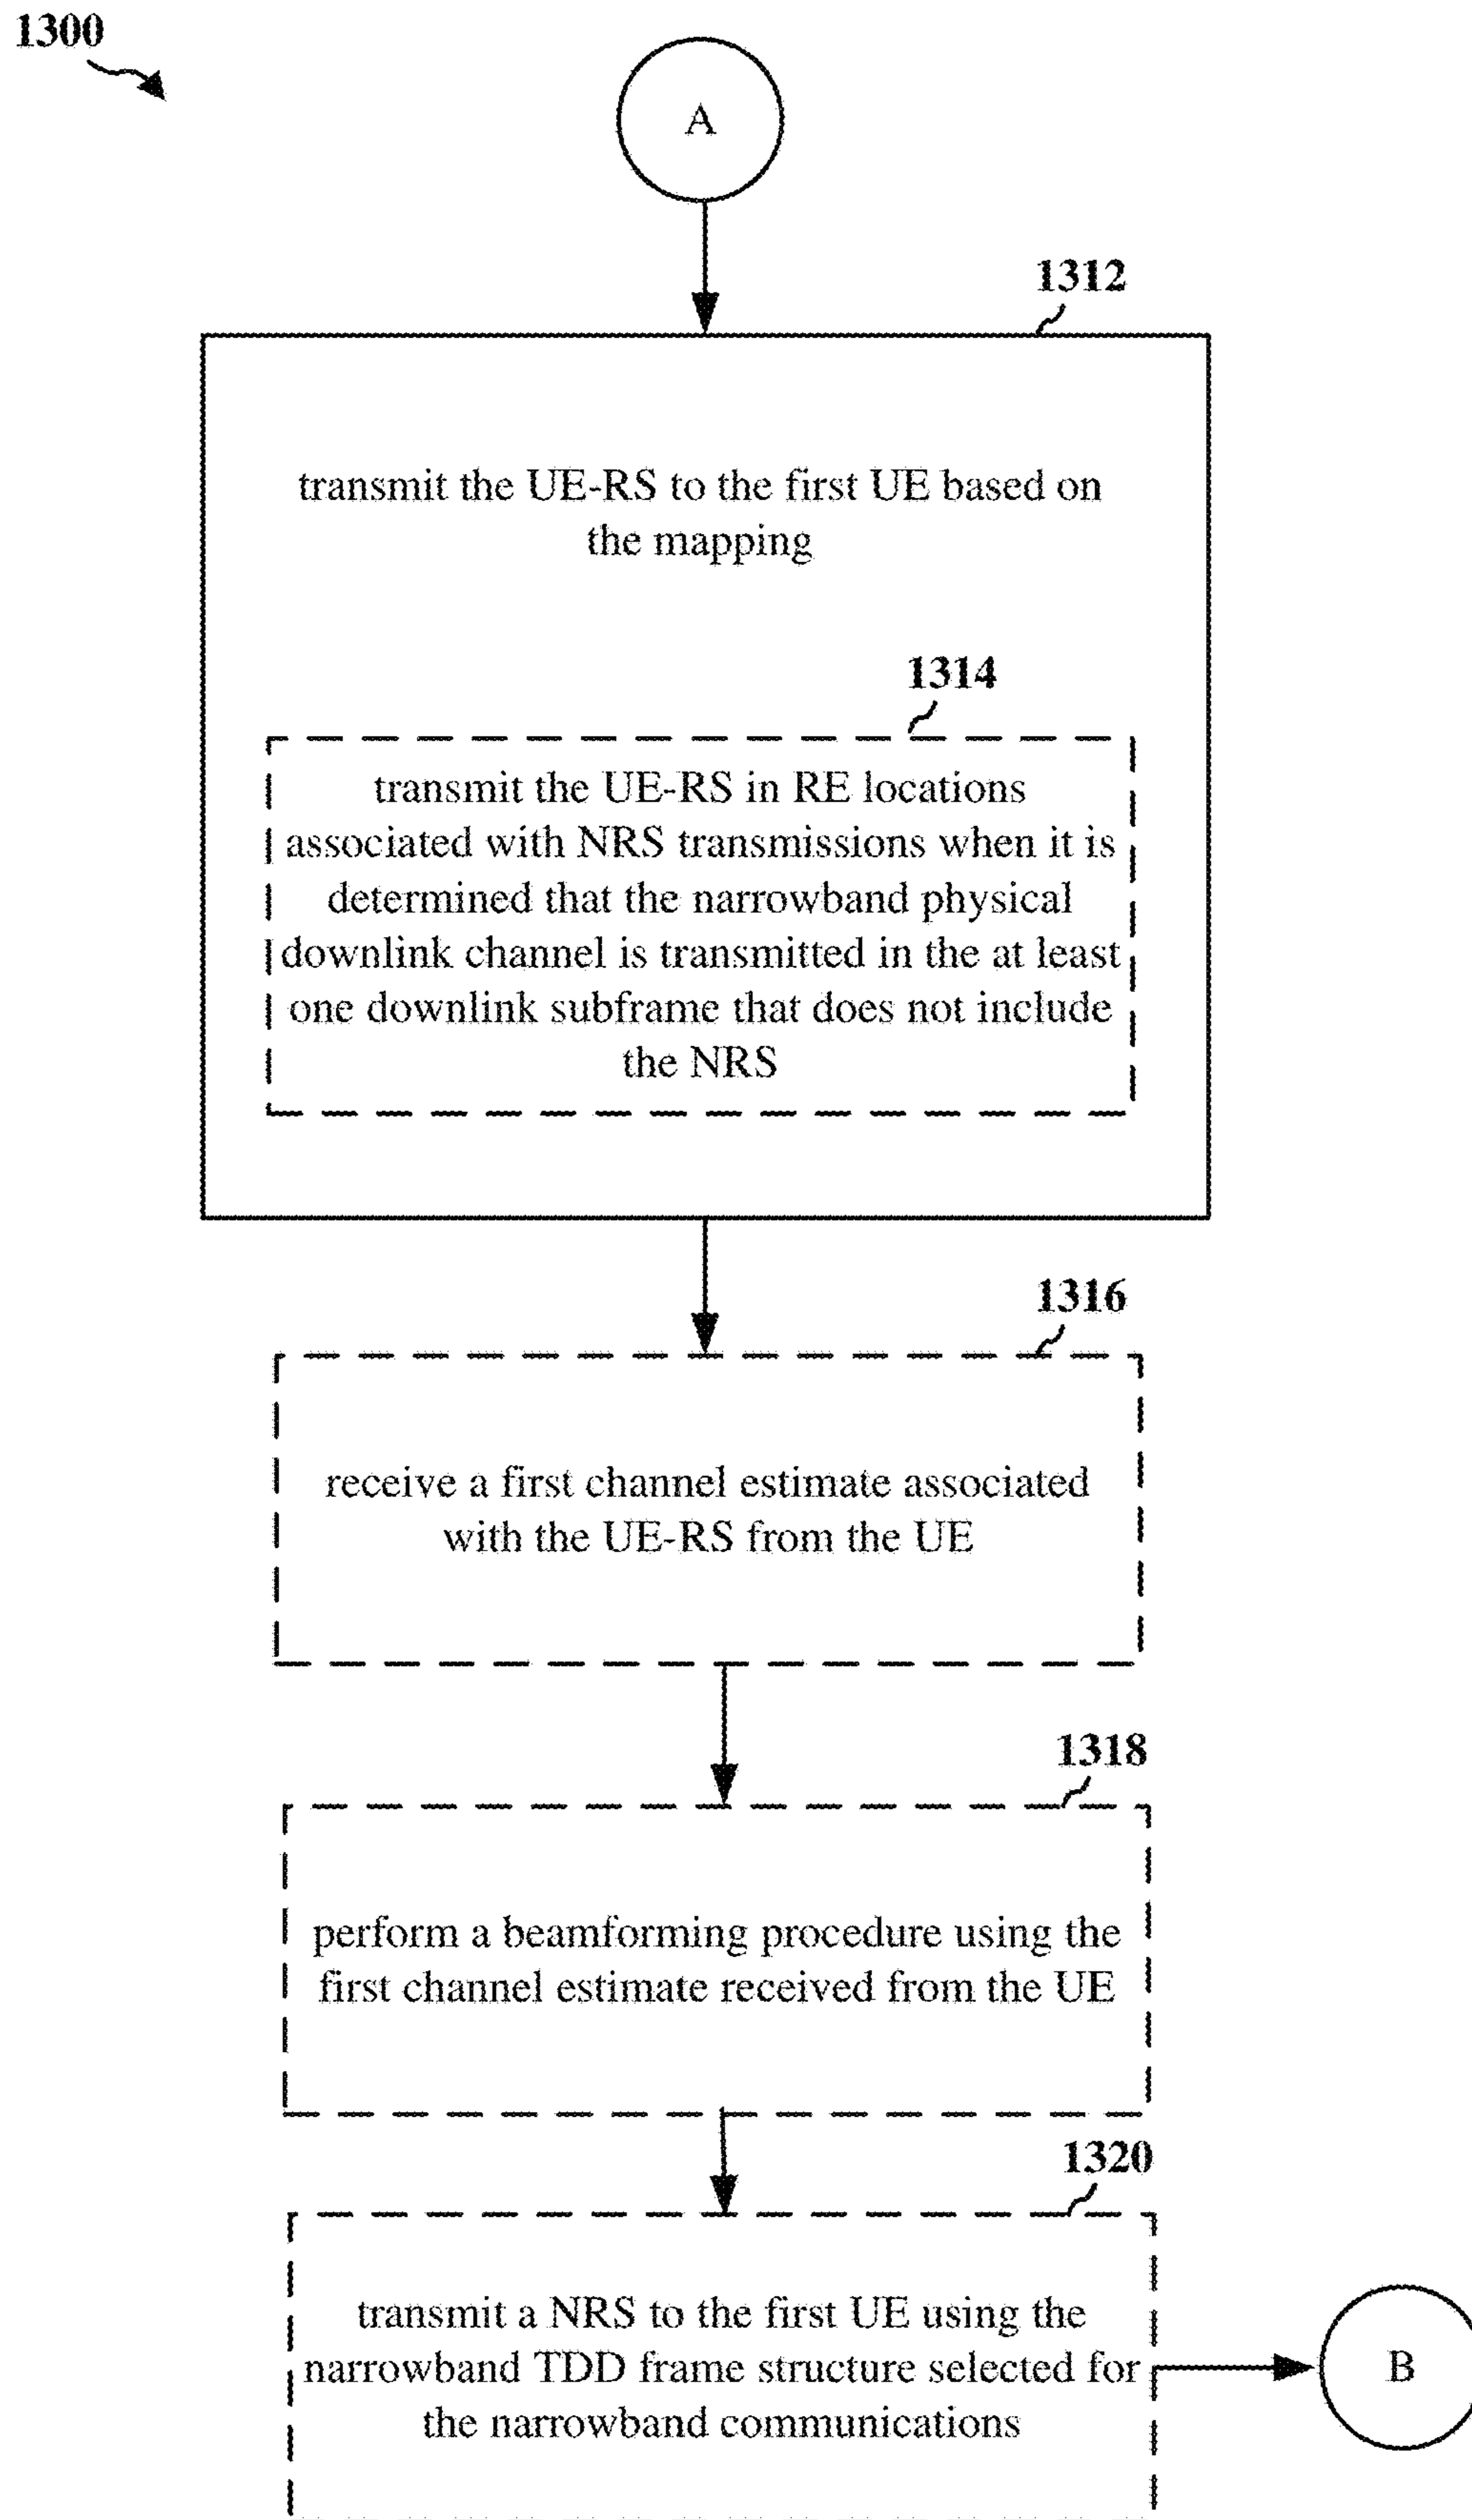 1300
A
1312
transmit the UE-RS to the first UE based on
the mapping
1314
transmit the UE-RS in RE locations
associated with NRS transmissions when it is
determined that the narrowband physical
downlink channel is transmitted in the at least
one downlink subframe that does not include
the NRS
1316
receive a first channel estimate associated
with the UE-RS from the UE
1318
perform a beamforming procedure using the
first channel estimate received from the UE
1320
transmit a NRS to the first UE using the
narrowband TDD frame structure selected for
the narrowband communications
B